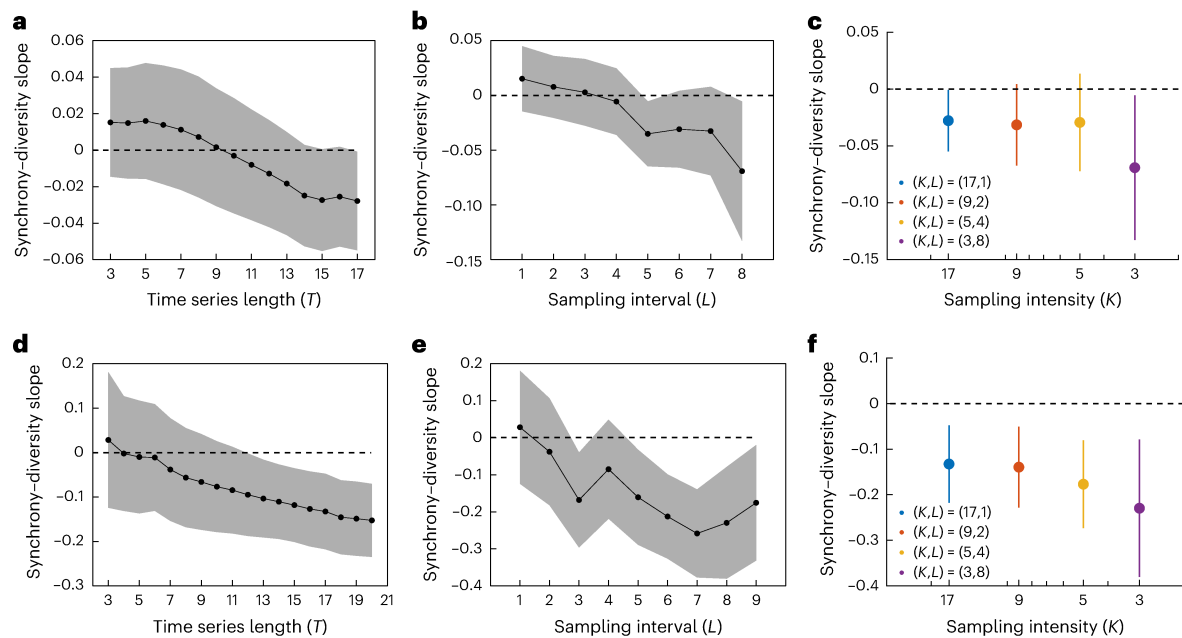 a
Synchrony–diversity slope
0.06
0.04
0.02
0
–0.02
–0.04
–0.06
3 5 7 9 11 13 15 17
Time series length (T)
b
Synchrony–diversity slope
0.05
0
–0.05
–0.10
–0.15
1 2 3 4 5 6 7 8
Sampling interval (L)
c
Synchrony–diversity slope
0.05
0
–0.05
–0.10
–0.15
(K,L) = (17,1)
(K,L) = (9,2)
(K,L) = (5,4)
(K,L) = (3,8)
17 9 5 3
Sampling intensity (K)
d
Synchrony–diversity slope
0.2
0.1
0
–0.1
–0.2
–0.3
3 5 7 9 11 13 15 17 19 21
Time series length (T)
e
Synchrony–diversity slope
0.2
0.1
0
–0.1
–0.2
–0.3
–0.4
1 2 3 4 5 6 7 8 9
Sampling interval (L)
f
Synchrony–diversity slope
0.1
0
–0.1
–0.2
–0.3
–0.4
(K,L) = (17,1)
(K,L) = (9,2)
(K,L) = (5,4)
(K,L) = (3,8)
17 9 5 3
Sampling intensity (K)